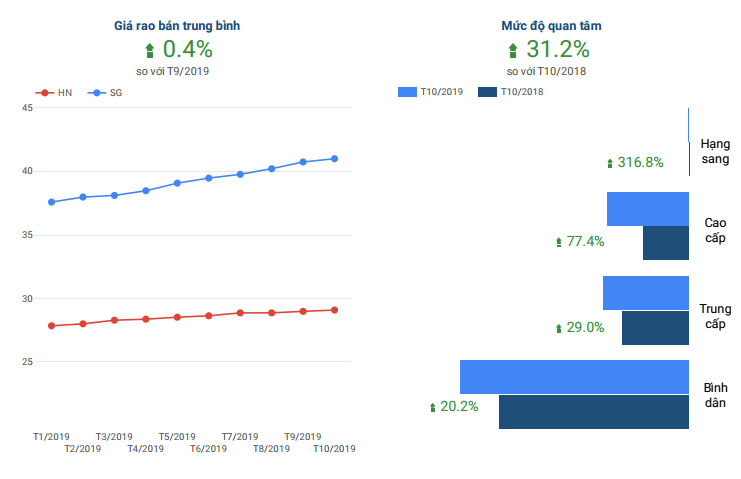 Giá rao bán trung bình
0.4%
so với T9/2019
HN
SG
45
40
35
30
25
T1/2019
T2/2019
T3/2019
T4/2019
T5/2019
T6/2019
T7/2019
T8/2019
T9/2019
T10/2019
Mức độ quan tâm
31.2%
so với T10/2018
T10/2019
T10/2018
316.8%
Hạng
sang
77.4%
Cao
cấp
29.0%
Trung
cấp
20.2%
Bình
dân